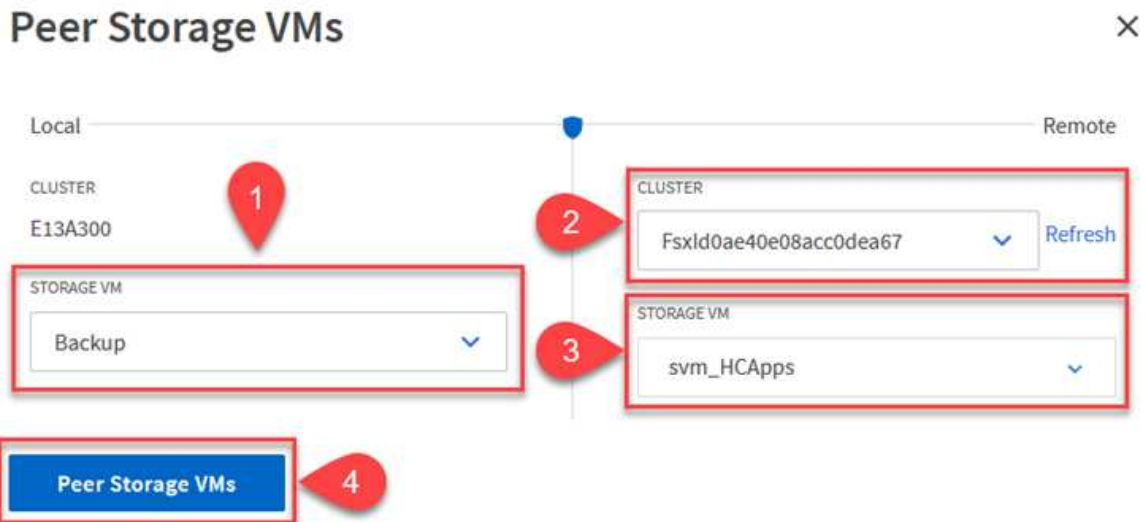 Peer Storage VMs
Local
Remote
CLUSTER
E13A300
1
STORAGE VM
Backup
2
CLUSTER
FsxId0ae40e08acc0dea67
Refresh
3
STORAGE VM
svm_HCApps
Peer Storage VMs
4